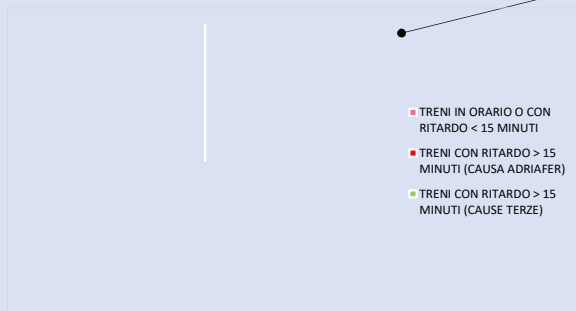 TRENI IN ORARIO O CON
RITARDO < 15 MINUTI
TRENI CON RITARDO > 15
MINUTI (CAUSA ADRIAFER)
TRENI CON RITARDO > 15
MINUTI (CAUSE TERZE)